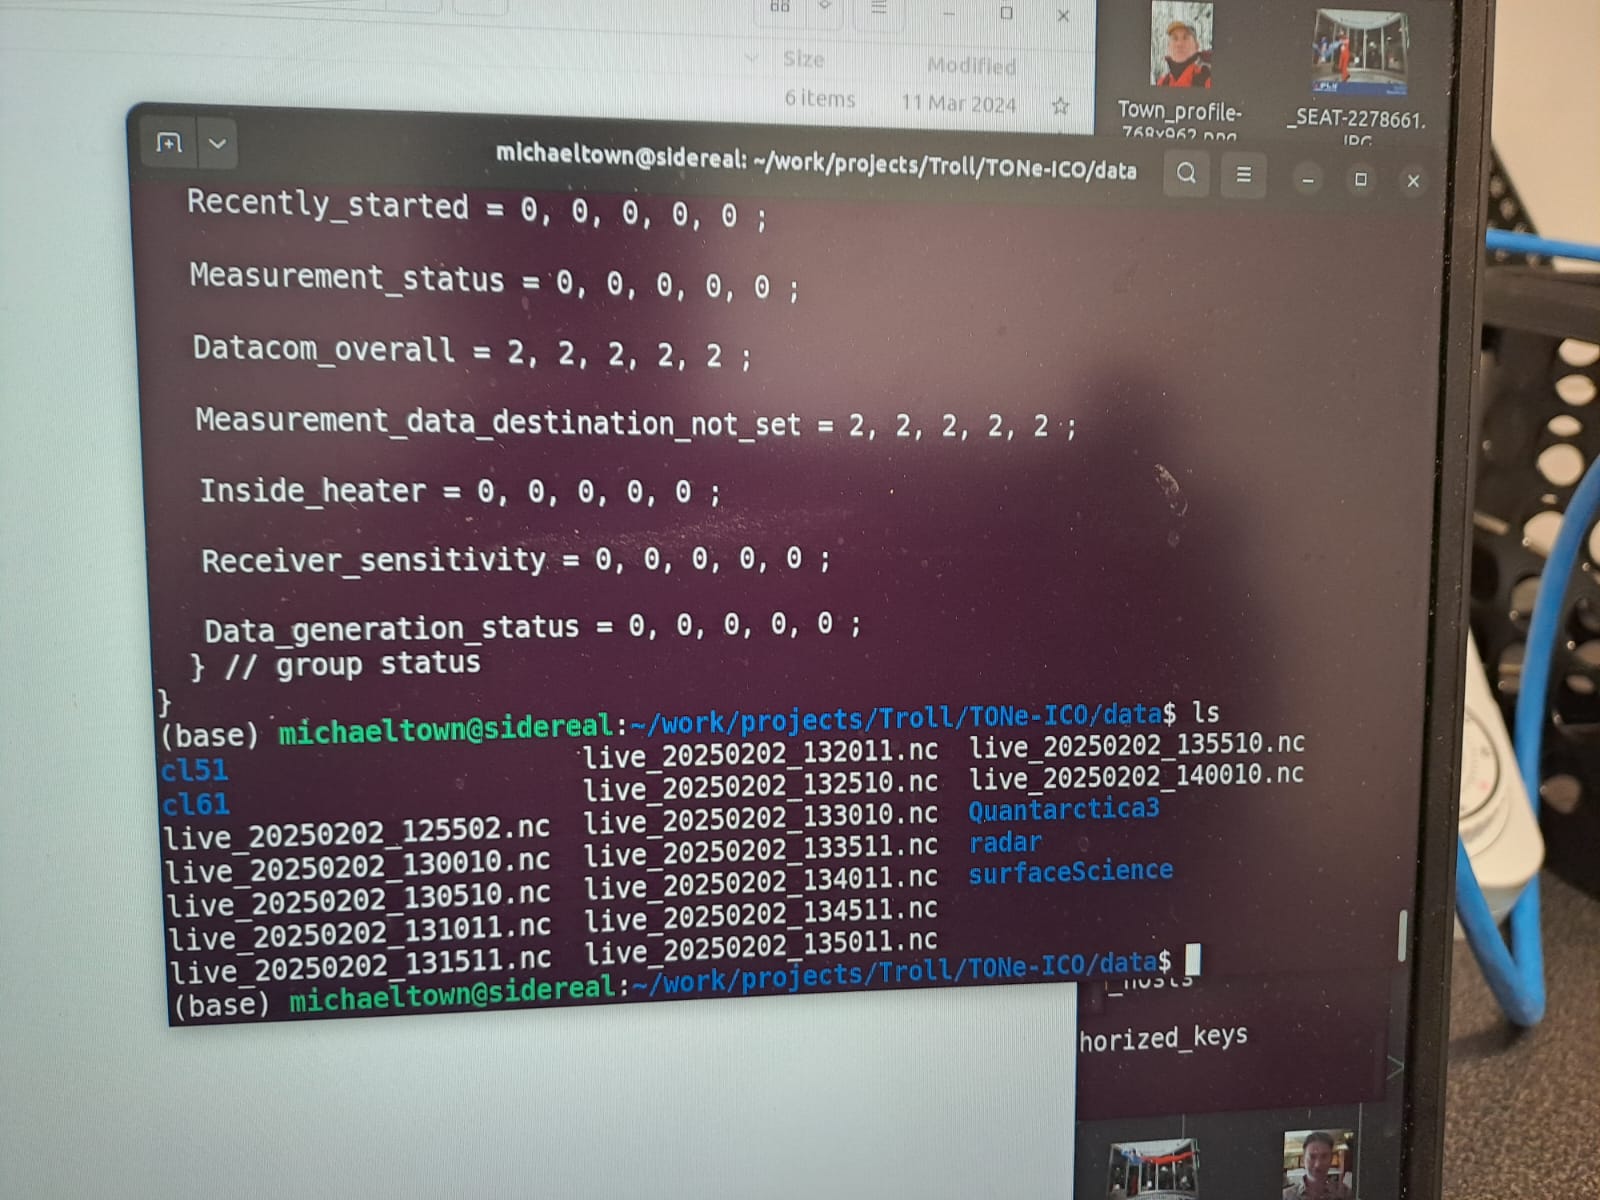 Size Modified
6 items 11 Mar 2024
Town_profile-
768x962.png
_SEAT-2278661.
JPG
michaeltown@sidereal: ~/work/projects/Troll/TONe-ICO/data
Recently_started = 0, 0, 0, 0, 0 ;
Measurement_status = 0, 0, 0, 0, 0 ;
Datacom_overall = 2, 2, 2, 2, 2 ;
Measurement_data_destination_not_set = 2, 2, 2, 2, 2 ;
Inside_heater = 0, 0, 0, 0, 0 ;
Receiver_sensitivity = 0, 0, 0, 0, 0 ;
Data_generation_status = 0, 0, 0, 0, 0 ;
} // group status
}
(base) michaeltown@sidereal:~/work/projects/Troll/TONe-ICO/data$ ls
cl51 live_20250202_132011.nc live_20250202_135510.nc
cl61 live_20250202_132510.nc live_20250202_140010.nc
live_20250202_125502.nc live_20250202_133010.nc Quantarctica3
live_20250202_130010.nc live_20250202_133511.nc radar
live_20250202_130510.nc live_20250202_134011.nc surfaceScience
live_20250202_131011.nc live_20250202_134511.nc
live_20250202_131511.nc live_20250202_135011.nc
(base) michaeltown@sidereal:~/work/projects/Troll/TONe-ICO/data$
_hosts
horized_keys